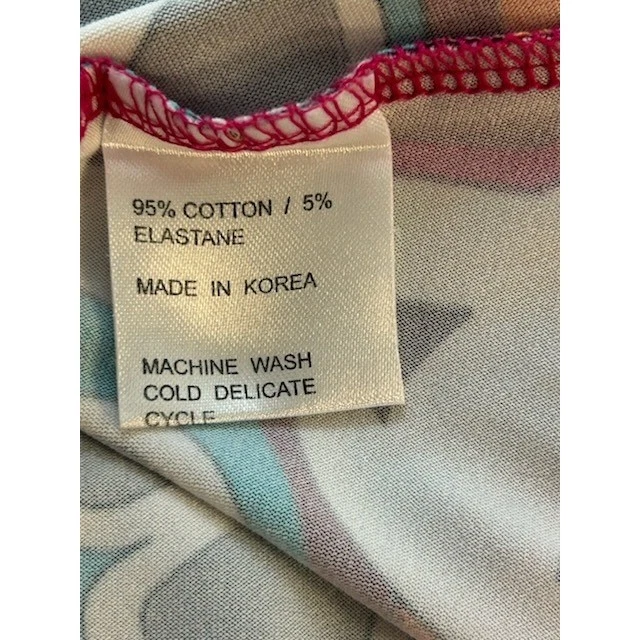 95% COTTON / 5%
ELASTANE
MADE IN KOREA
MACHINE WASH
COLD DELICATE
CYCLE